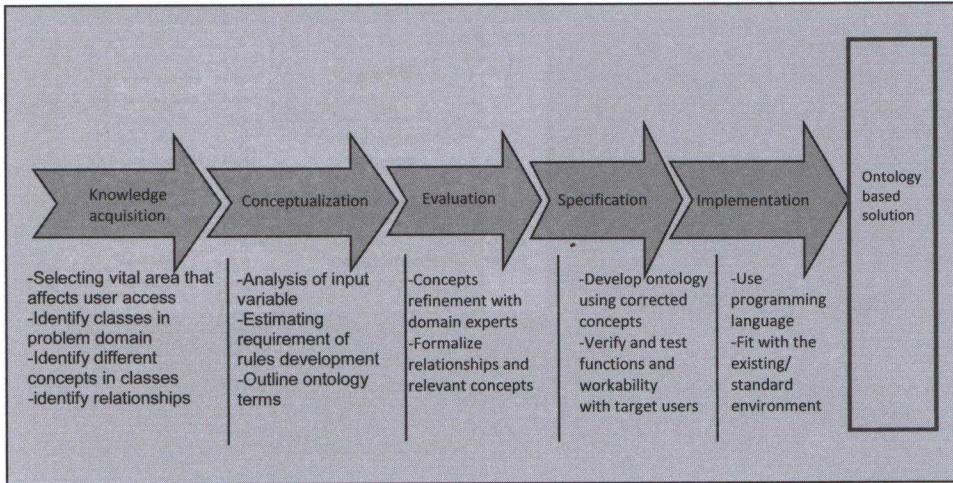 Knowledge
acquisition
Conceptualization
Evaluation
Specification
Implementation
Ontology
based
solution
-Selecting vital area that
affects user access
-Identify classes in
problem domain
-Identify different
concepts in classes
-identify relationships
-Analysis of input
variable
-Estimating
requirement of
rules development
-Outline ontology
terms
-Concepts
refinement with
domain experts
-Formalize
relationships and
relevant concepts
-Develop ontology
using corrected
concepts
-Verify and test
functions and
workability
with target users
-Use
programming
language
-Fit with the
existing/
standard
environment